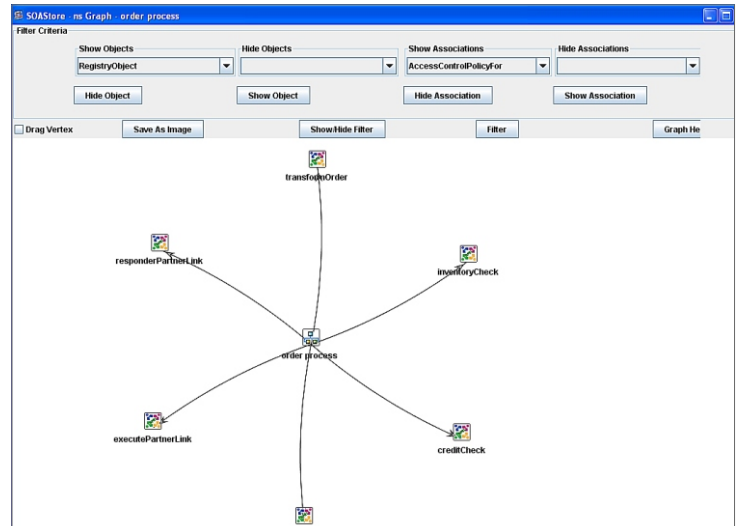 SOAStore - ns Graph - order process
Filter Criteria
Show Objects
Hide Objects
Show Associations
Hide Associations
RegistryObject
AccessControlPolicyFor
Hide Object
Show Object
Hide Association
Show Association
Drag Vertex
Save As Image
Show/Hide Filter
Filter
Graph He
transformOrder
responderPartnerLink
inventoryCheck
order process
executePartnerLink
creditCheck